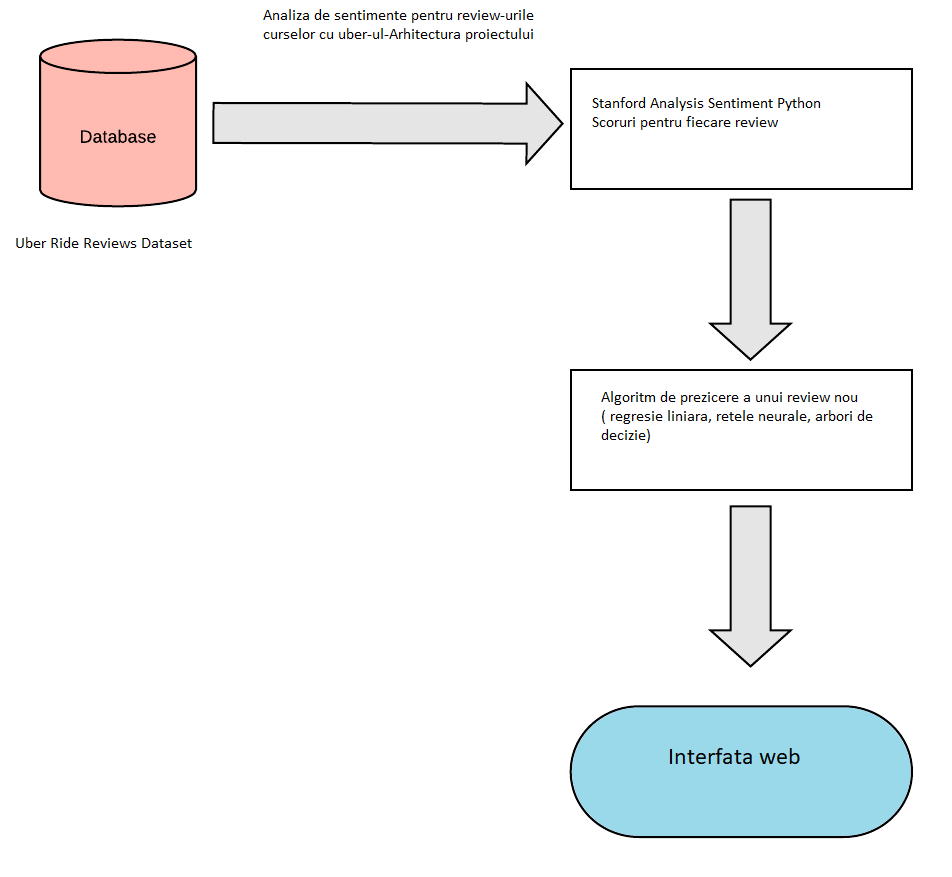 Analiza de sentimente pentru review-urile
curselor cu uber-ul-Arhitectura proiectului
Database
Uber Ride Reviews Dataset
Stanford Analysis Sentiment Python
Scoruri pentru fiecare review
Algoritm de prezicere a unui review nou
( regresie liniara, retele neurale, arbori de
decizie)
Interfata web